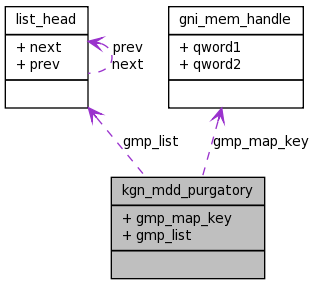 list_head
+ next
+ prev
prev
next
gni_mem_handle
+ qword1
+ qword2
gmp_list
gmp_map_key
kgn_mdd_purgatory
+ gmp_map_key
+ gmp_list